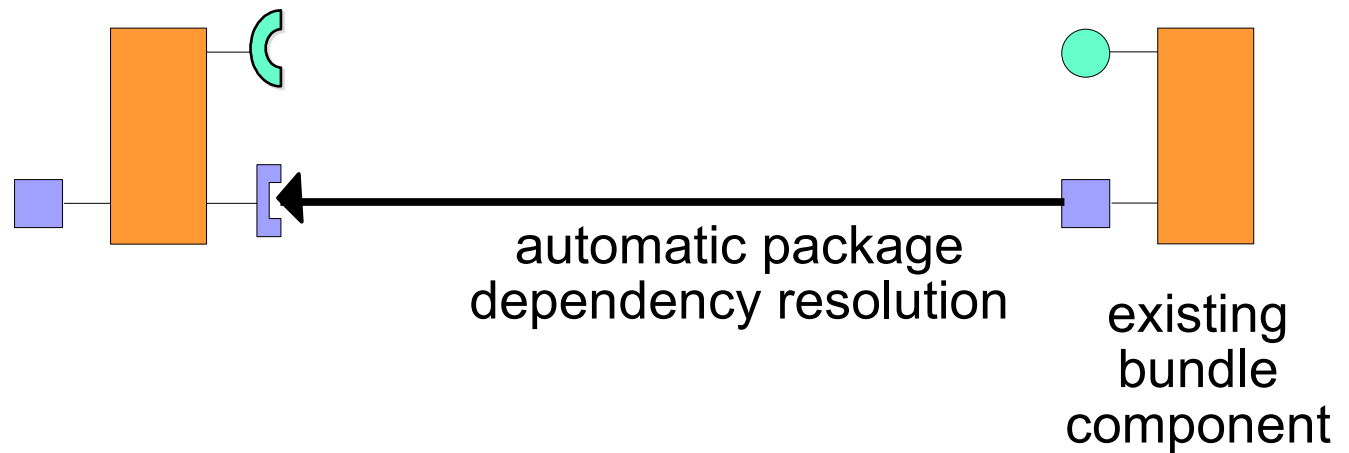 automatic package
dependency resolution
existing
bundle
component